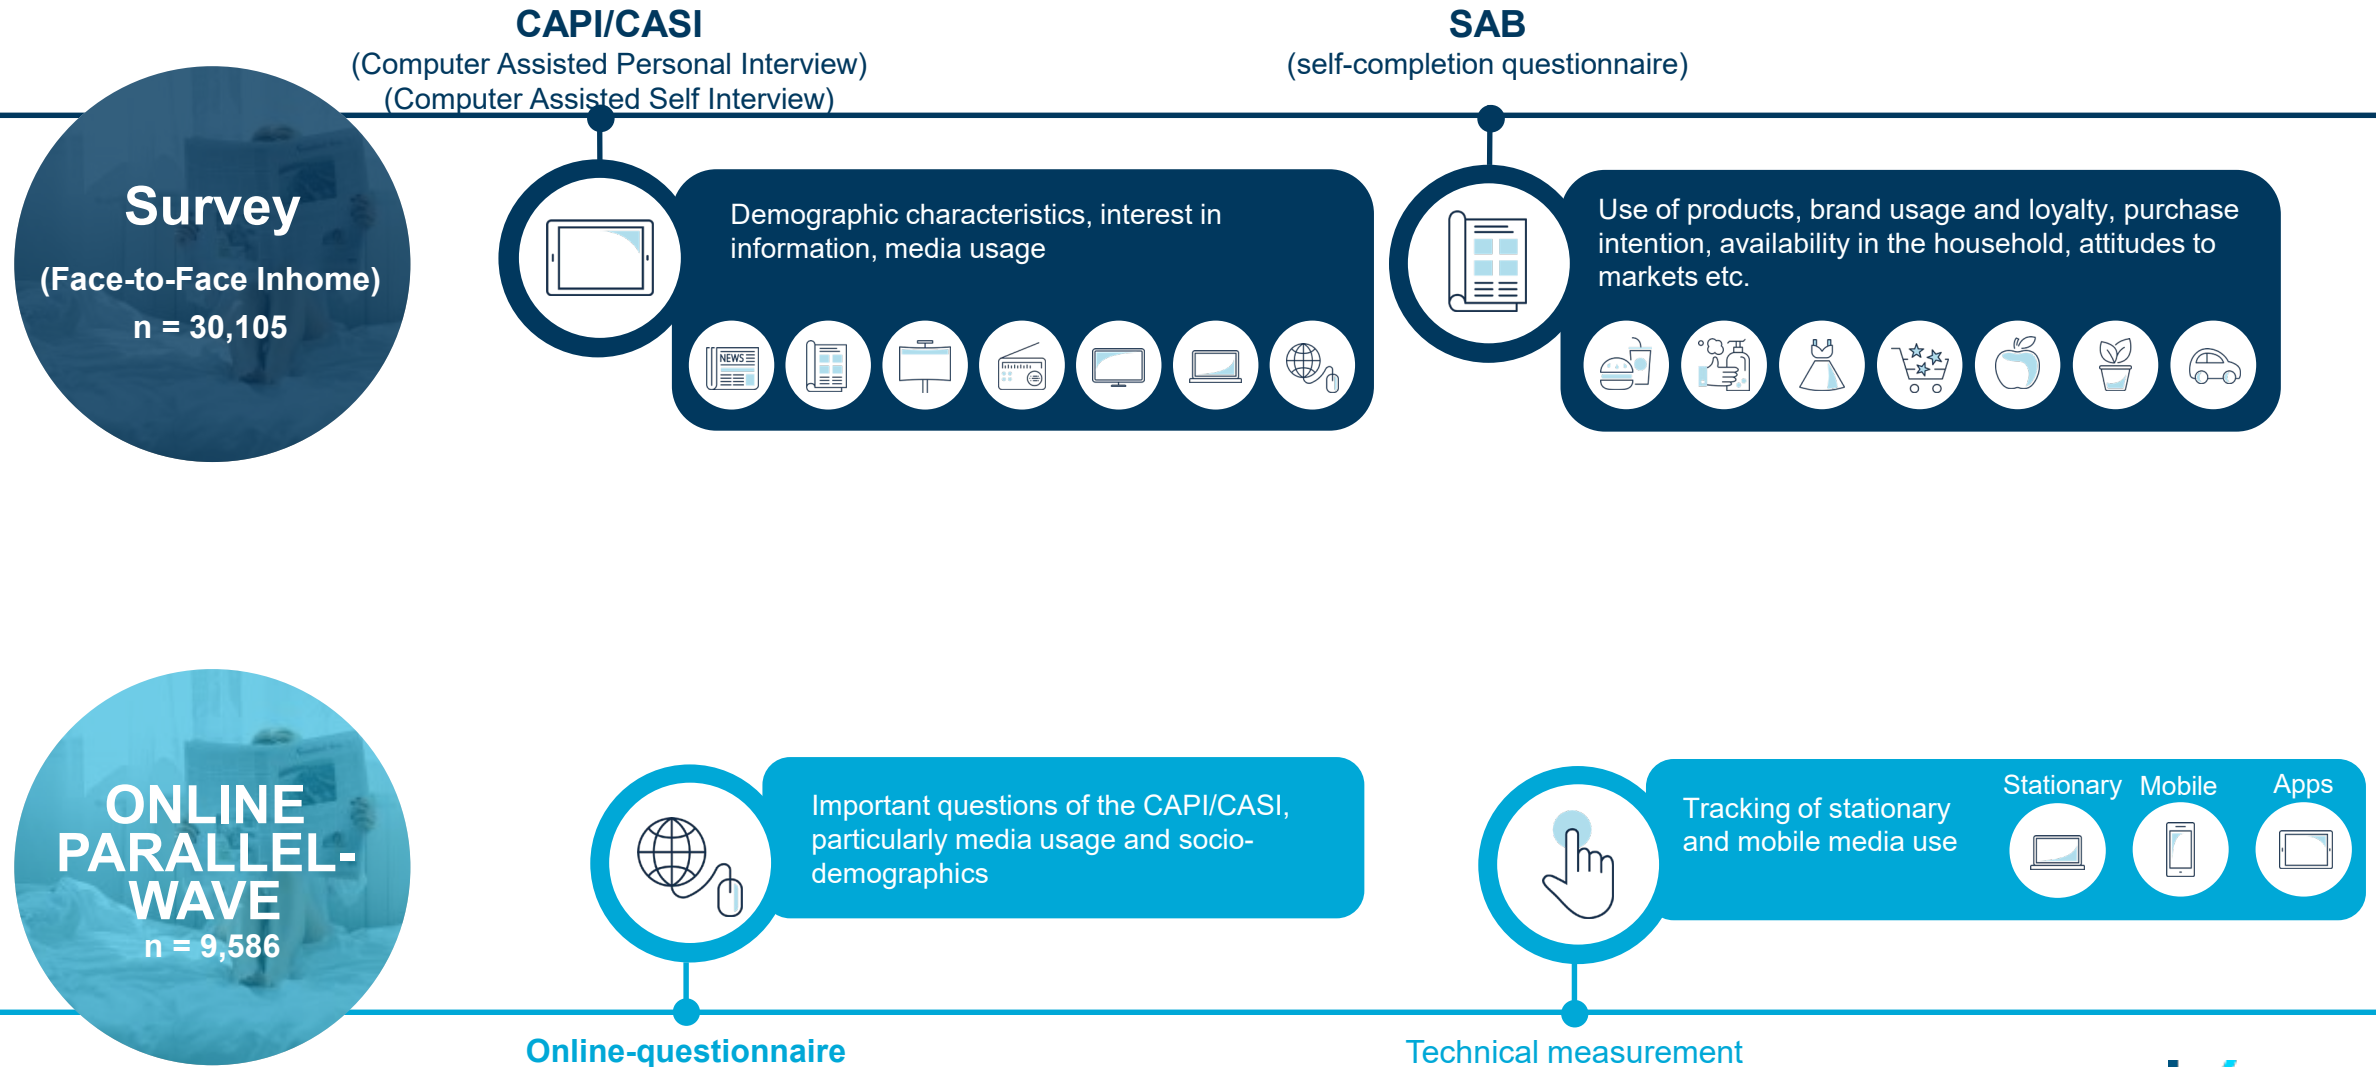 CAPI/CASI
(Computer Assisted Personal Interview)
(Computer Assisted Self Interview)
SAB
(self-completion questionnaire)
Survey
(Face-to-Face Inhome)
n = 30,105
Demographic characteristics, interest in
information, media usage
NEWS
Use of products, brand usage and loyalty, purchase
intention, availability in the household, attitudes to
markets etc.
ONLINE
PARALLEL-
WAVE
n = 9,586
Important questions of the CAPI/CASI,
particularly media usage and socio-
demographics
Tracking of stationary
and mobile media use
Stationary
Mobile
Apps
Online-questionnaire
Technical measurement